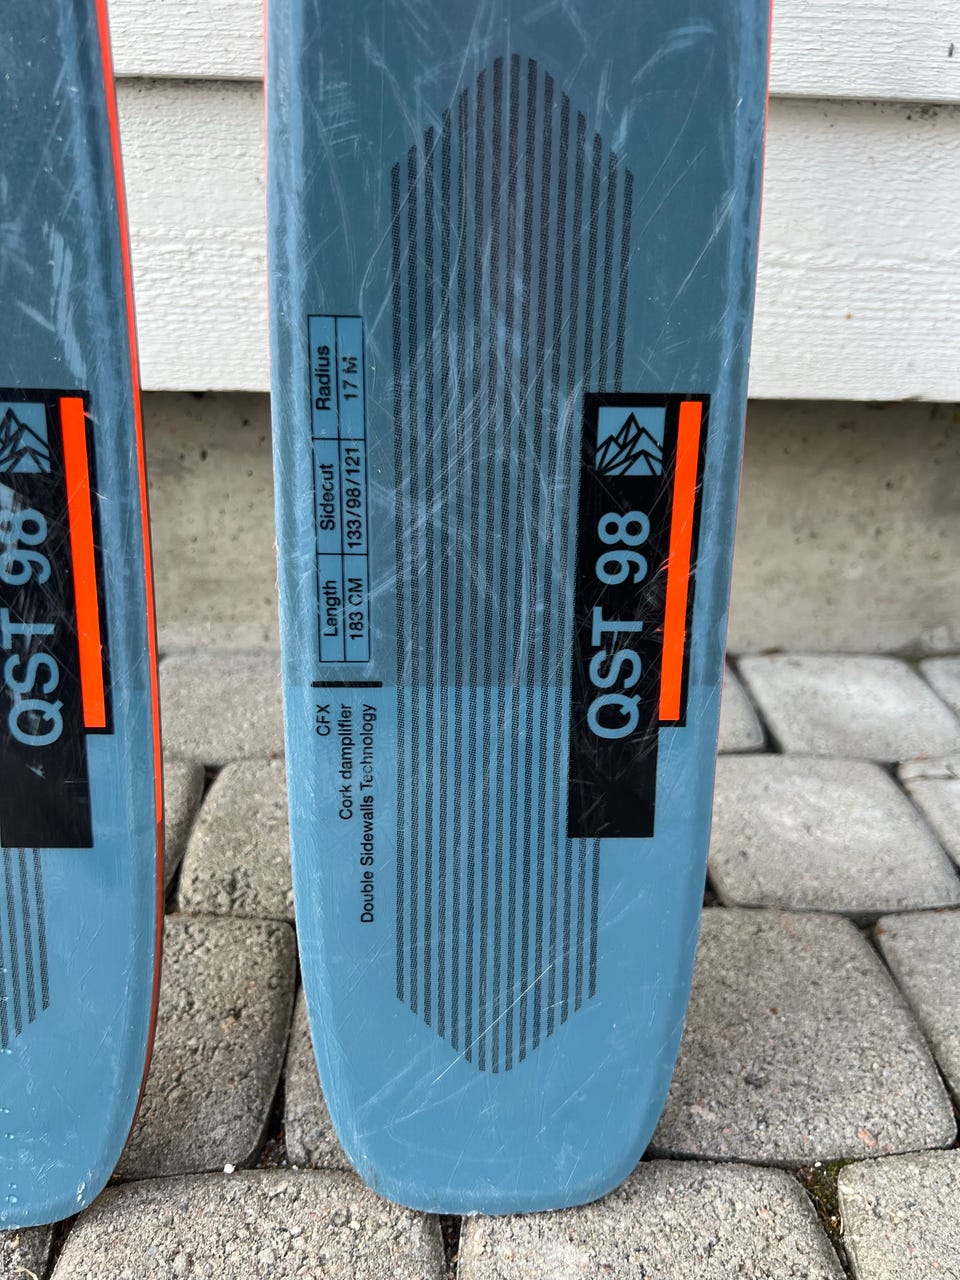 QST 98
Length Sidecut Radius
183 CM 133/98/121 17 M
CFX
Cork damplifier
Double Sidewalls Technology
QST 98